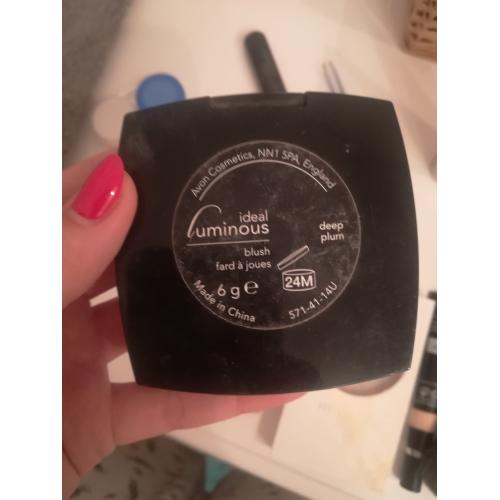 Avon Cosmetics, NN1 5PA, England
ideal
luminous
deep
plum
blush
fard à joues
6 g e
24M
Made in China
571-41-14U